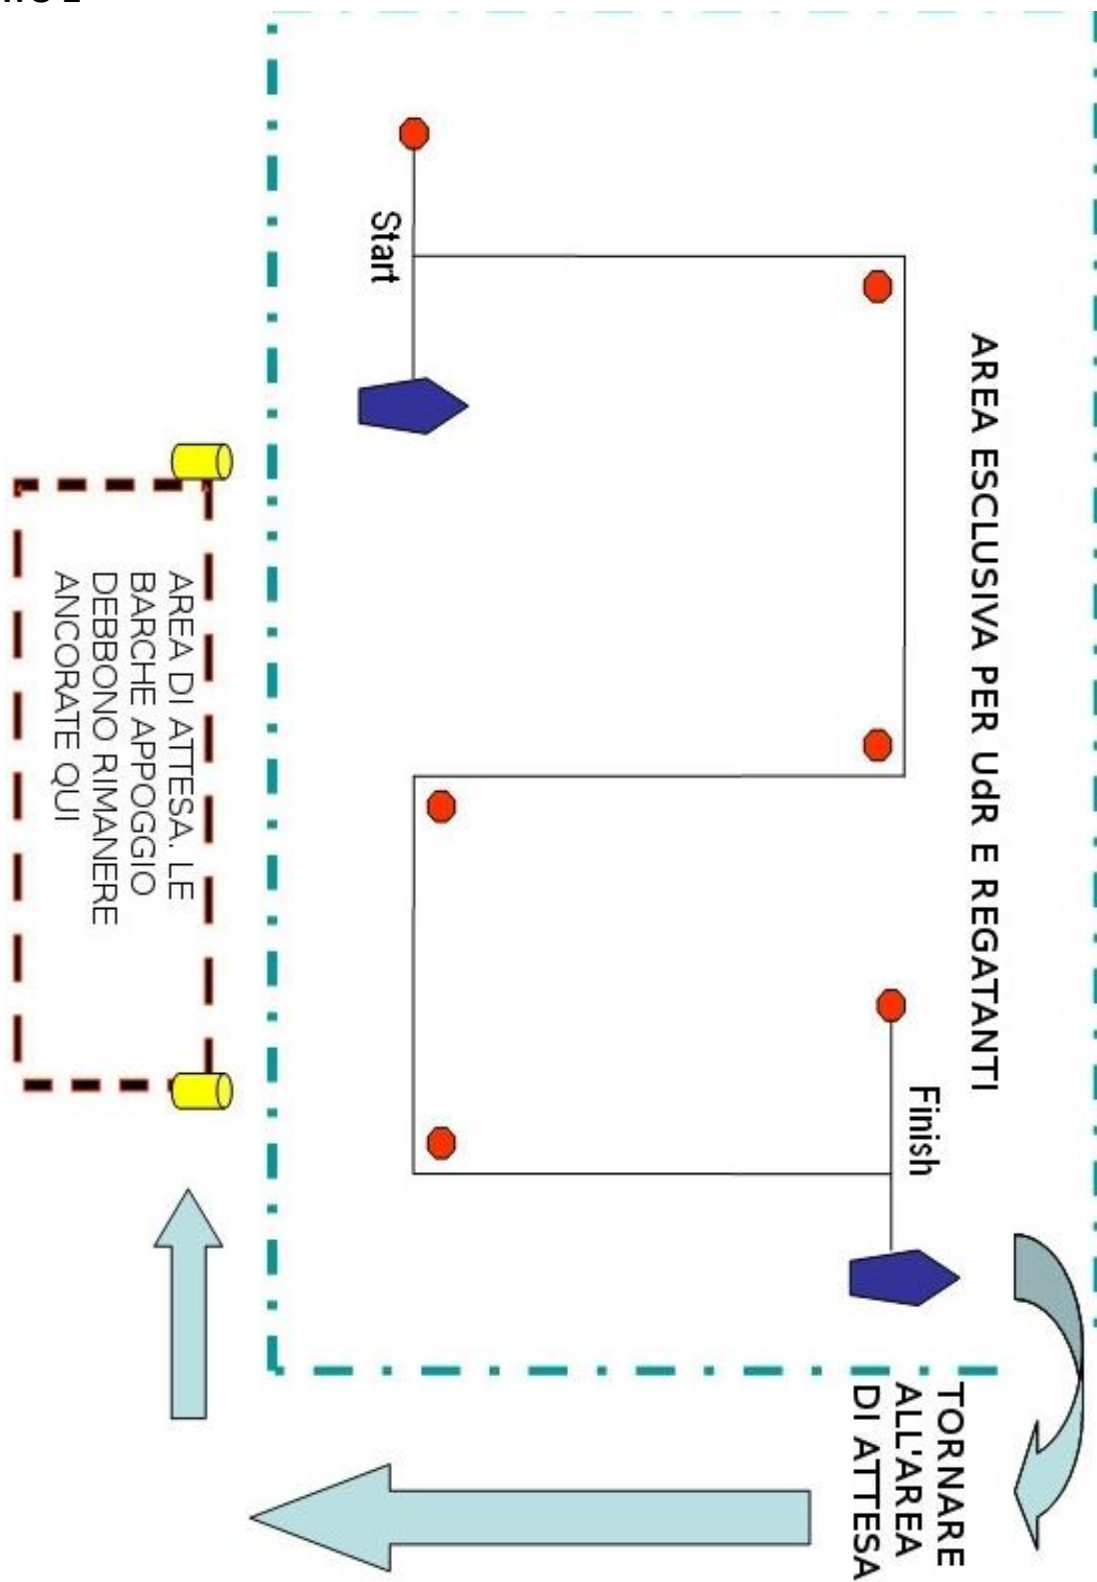 Start
AREA ESCLUSIVA PER UdR E REGATANTI
Finish
AREA DI ATTESA. LE
BARCHE APPOGGIO
DEBBONO RIMANERE
ANCORATE QUI
TORNARE
ALL'AREA
DI ATTESA